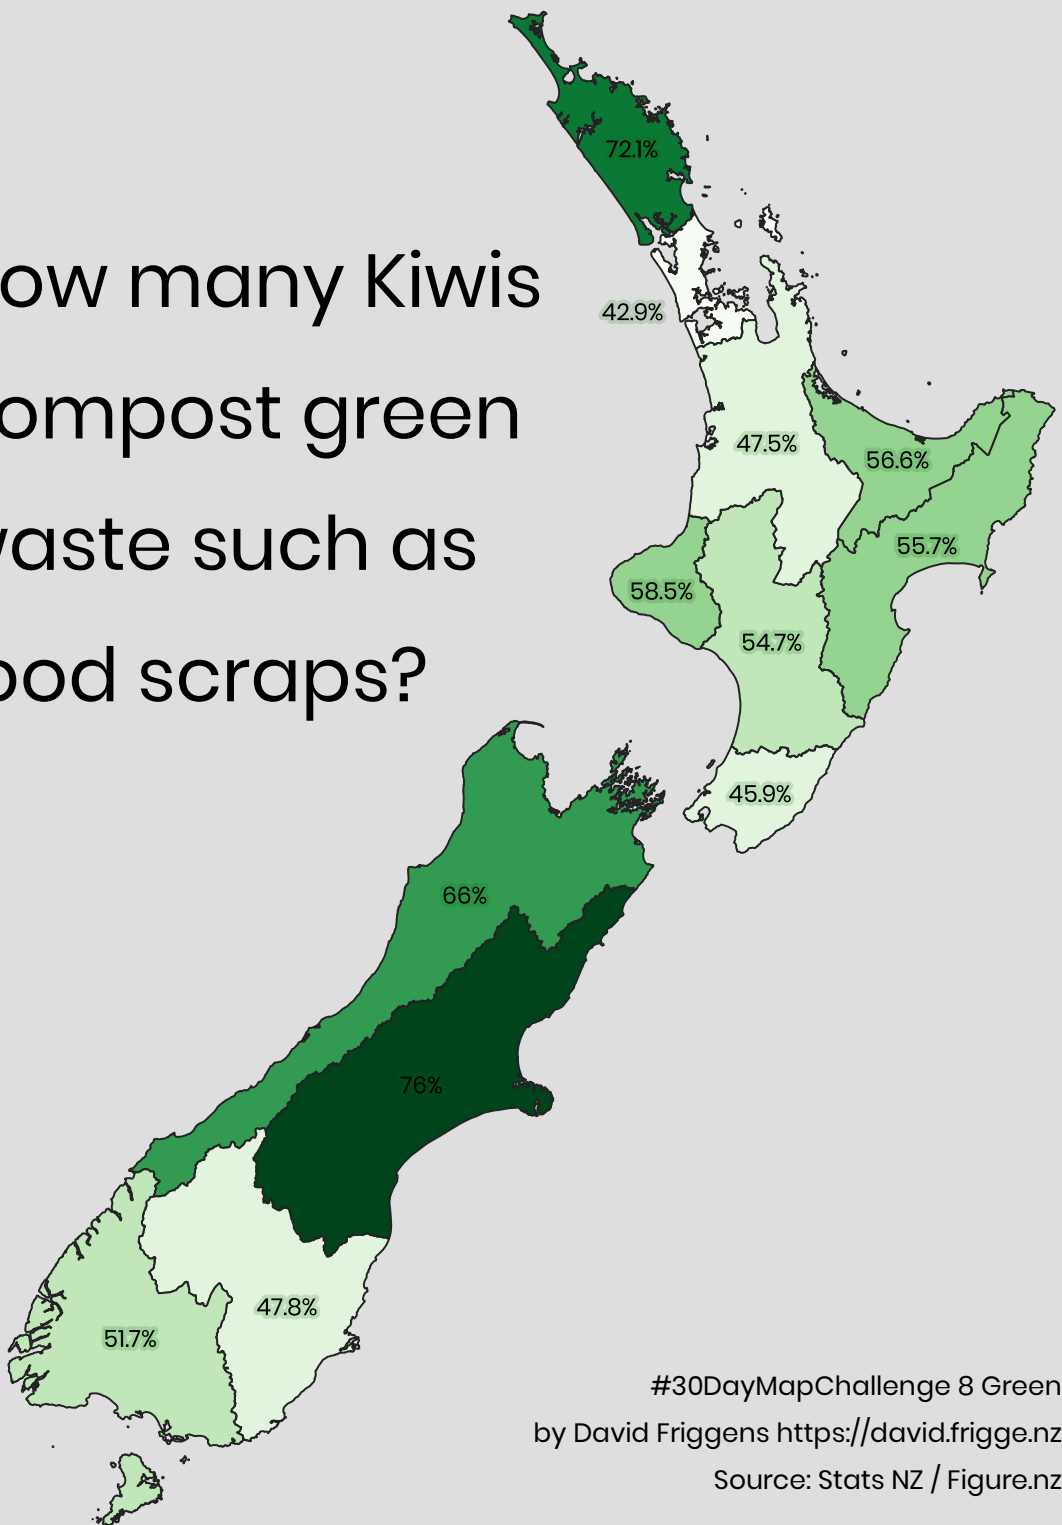 72.1%
ow many Kiwis
42.9%
ompost green
47.5%
56.6%
aste such as
55.7%
58.5%
ood scraps?
54.7%
45.9%
66%
76%
47.8%
51.7%
#30DayMapChallenge 8 Green
by David Friggens https://david.frigge.nz
Source: Stats NZ / Figure.nz